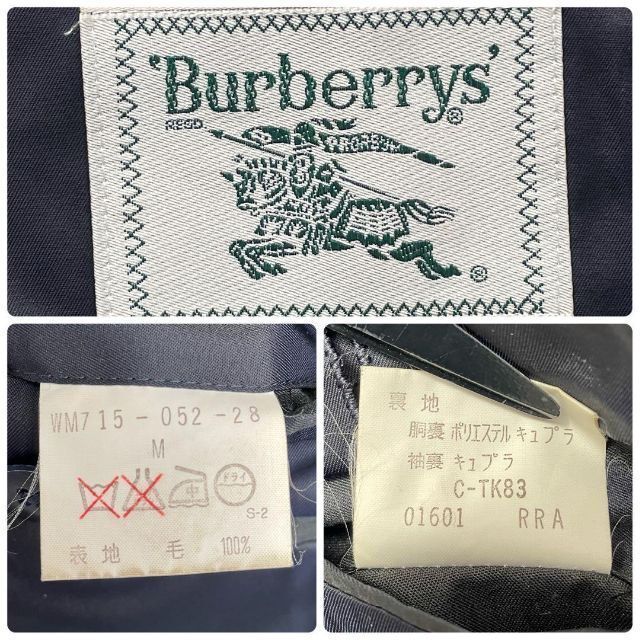 'Burberrys'
REGD
®
PRORSUM
®
WM715-052-28
M
中 ドライ
S-2
表地 毛 100%
裏地
胴裏 ポリエステル キュプラ
袖裏 キュプラ
C-TK83
01601 RRA